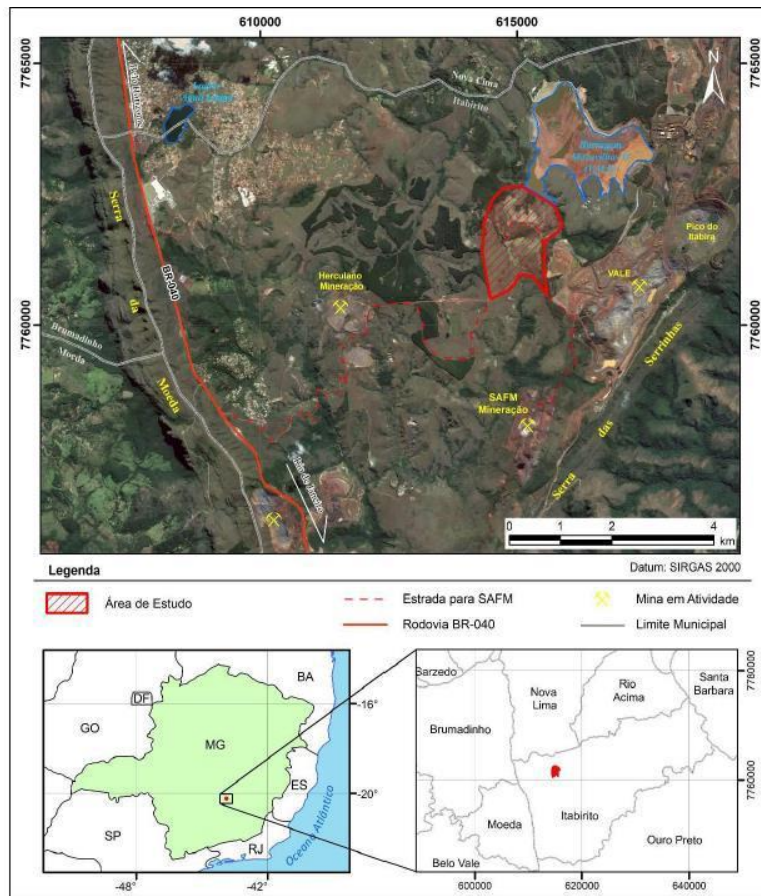 610000
615000
7765000
7765000
Nova Lima
Itabirito
Serra
da
Moeda
BR-040
Pico do
Itabira
VALE
Herculano
Mineração
7760000
7760000
Brumadinho
Moeda
SAFM
Mineração
Serra
das
Serrinhas
Rio de Janeiro
N
0 1 2 4
km
Legenda
Datum: SIRGAS 2000
Área de Estudo
Estrada para SAFM
Mina em Atividade
Rodovia BR-040
Limite Municipal
BA
DF
GO
MG
ES
SP
RJ
Oceano Atlântico
-16°
-20°
-48°
-42°
Sarzedo
Nova
Lima
Rio
Acima
Santa
Barbara
Brumadinho
Moeda
Itabirito
Ouro Preto
Belo Vale
7780000
7760000
600000
620000
640000